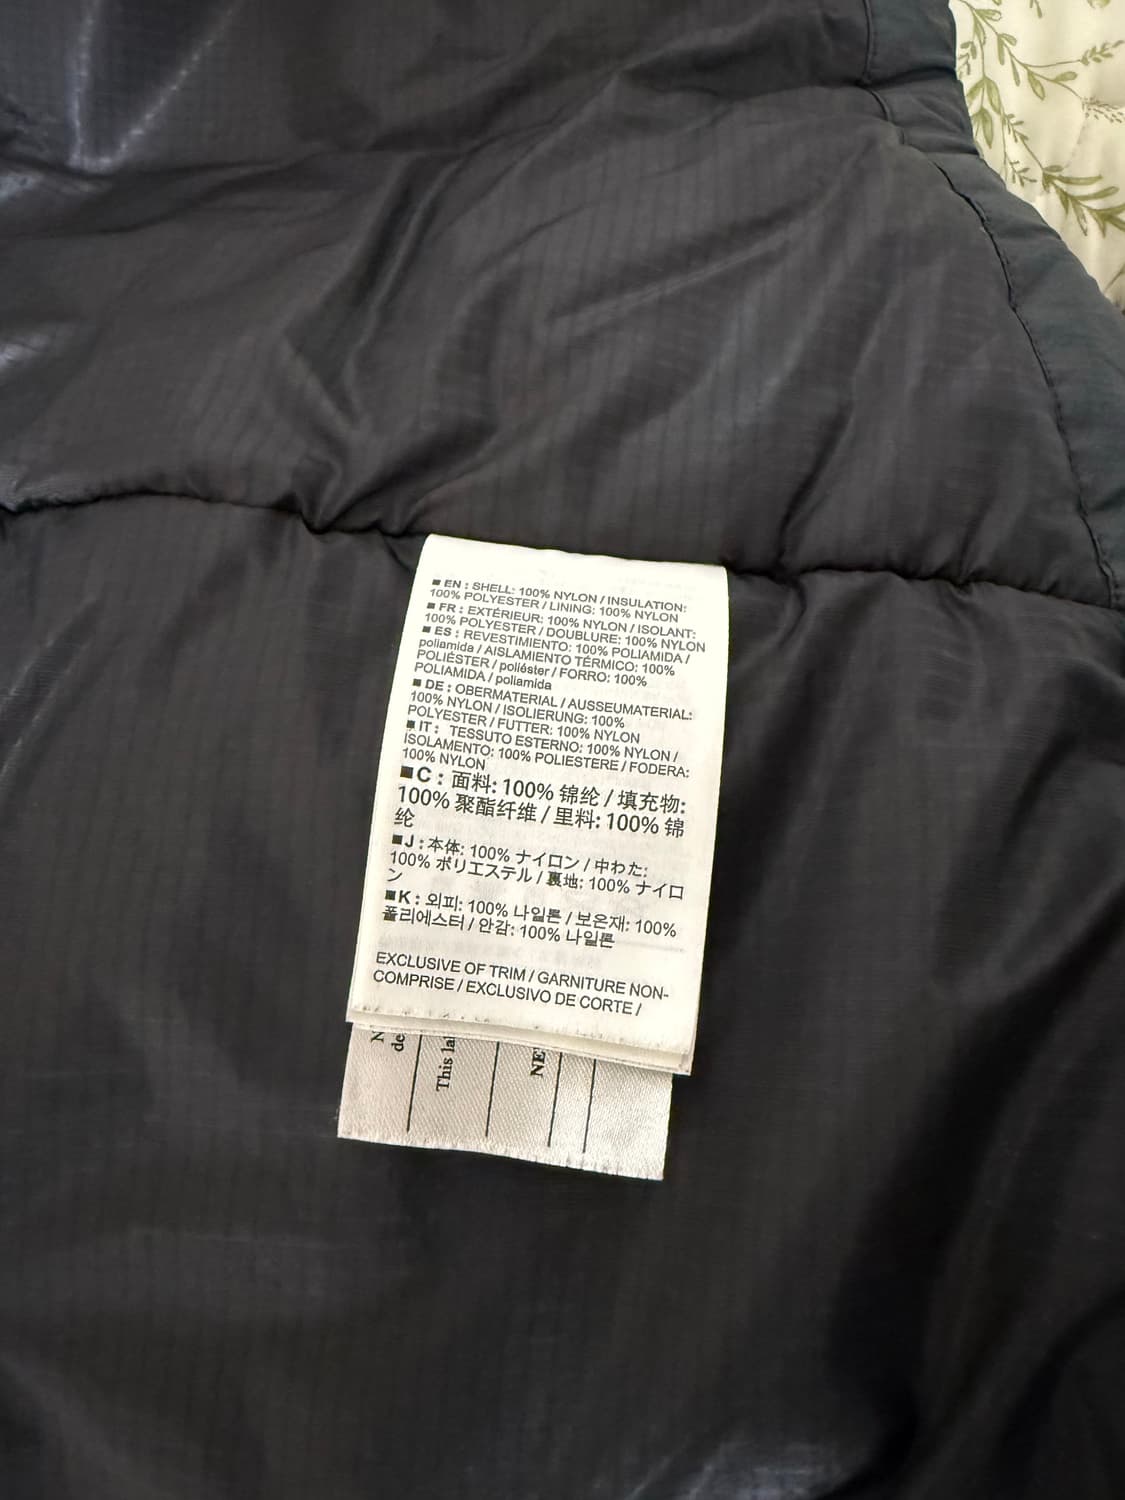 ■ EN : SHELL: 100% NYLON / INSULATION:
100% POLYESTER / LINING: 100% NYLON
■ FR : EXTÉRIEUR: 100% NYLON / ISOLANT:
100% POLYESTER / DOUBLURE: 100% NYLON
■ ES : REVESTIMIENTO: 100% POLIAMIDA /
poliamida / AISLAMIENTO TÉRMICO: 100%
POLIÉSTER / poliéster / FORRO: 100%
POLIAMIDA / poliamida
■ DE : OBERMATERIAL / AUSSEUMATERIAL:
100% NYLON / ISOLIERUNG: 100%
POLYESTER / FUTTER: 100% NYLON
■ IT : TESSUTO ESTERNO: 100% NYLON /
ISOLAMENTO: 100% POLIESTERE / FODERA:
100% NYLON
■ C : 面料: 100% 锦纶 / 填充物:
100% 聚酯纤维 / 里料: 100% 锦
纶
■ J : 本体: 100% ナイロン / 中わた:
100% ポリエステル / 裏地: 100% ナイロ
ン
■ K : 외피: 100% 나일론 / 보온재: 100%
폴리에스터 / 안감: 100% 나일론
EXCLUSIVE OF TRIM / GARNITURE NON-
COMPRISE / EXCLUSIVO DE CORTE /
N
de
This la
NE